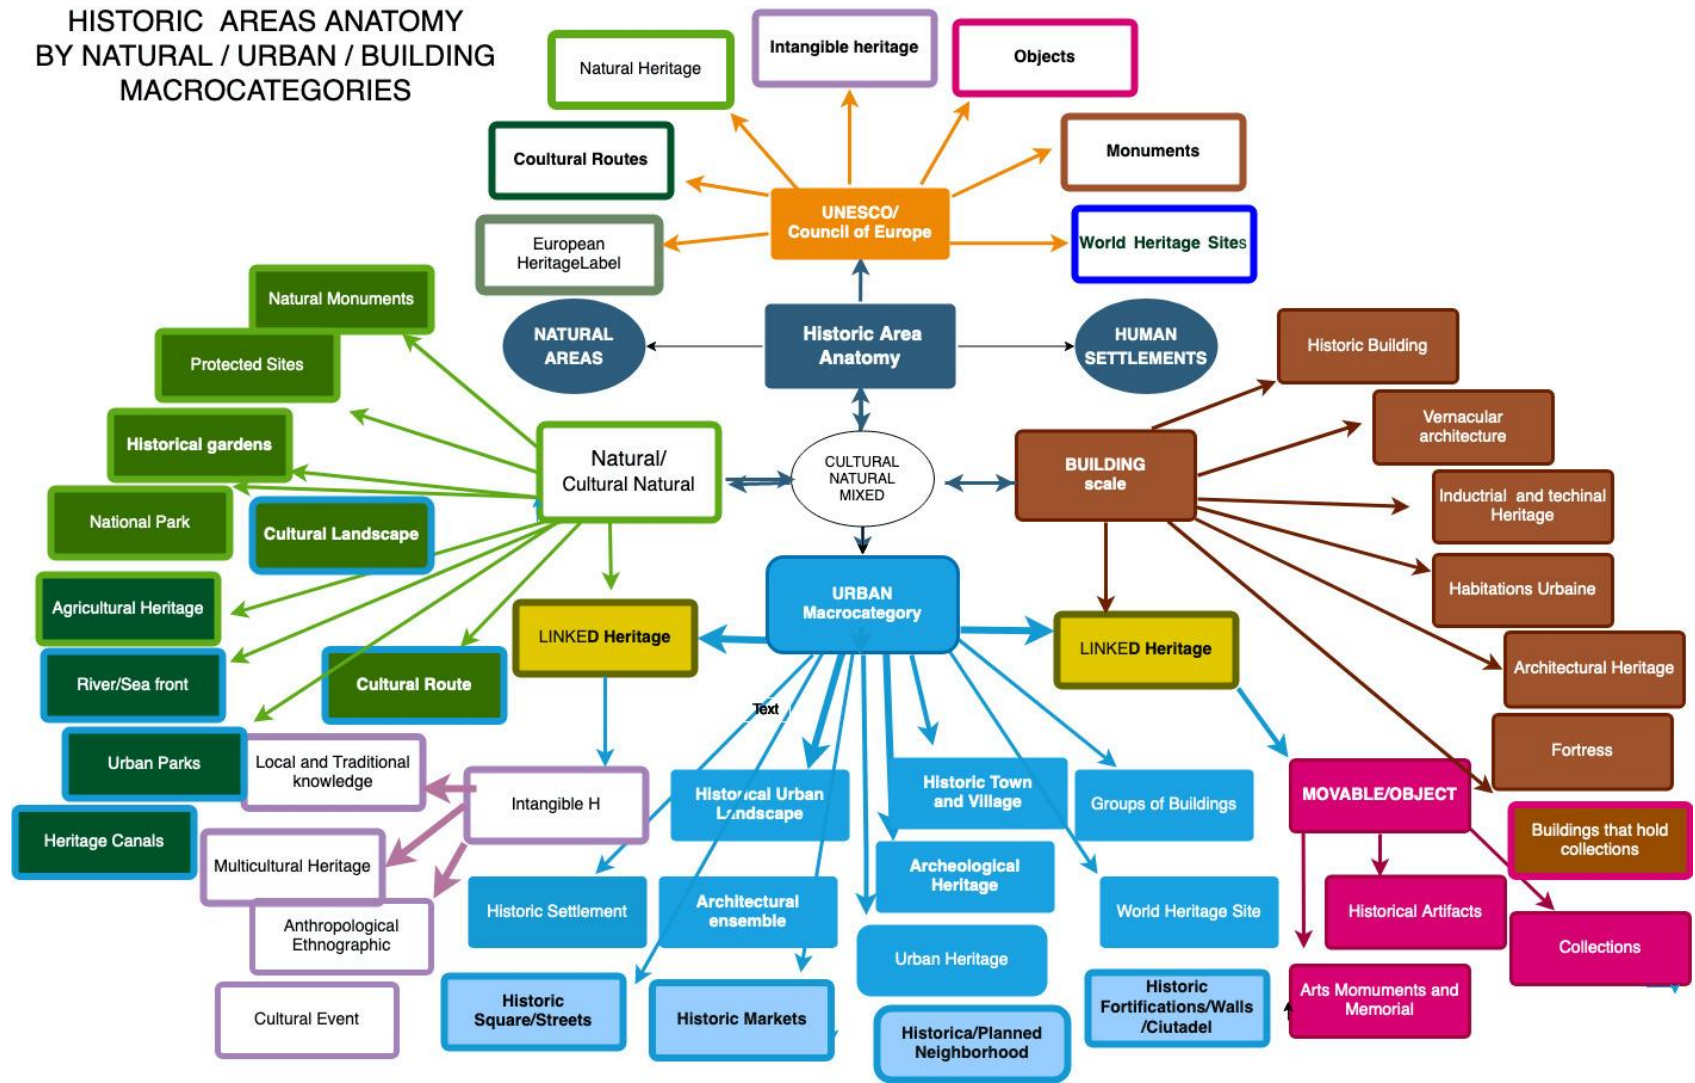 HISTORIC AREAS ANATOMY
BY NATURAL / URBAN / BUILDING
MACROCATEGORIES
Natural Heritage
Intangible heritage
Objects
Coultural Routes
Monuments
UNESCO/
Council of Europe
European
HeritageLabel
World Heritage Sites
Natural Monuments
NATURAL
AREAS
Historic Area
Anatomy
HUMAN
SETTLEMENTS
Historic Building
Protected Sites
Vernacular
architecture
Historical gardens
Natural/
Cultural Natural
CULTURAL
NATURAL
MIXED
BUILDING
scale
Inductrial and techinal
Heritage
National Park
Cultural Landscape
Habitations Urbaine
Agricultural Heritage
LINKED Heritage
URBAN
Macrocategory
LINKED Heritage
Architectural Heritage
River/Sea front
Cultural Route
Text
Fortress
Urban Parks
Local and Traditional
knowledge
Intangible H
Historical Urban
Landscape
Historic Town
and Village
Groups of Buildings
MOVABLE/OBJECT
Buildings that hold
collections
Heritage Canals
Multicultural Heritage
Archeological
Heritage
Anthropological
Ethnographic
Historic Settlement
Architectural
ensemble
World Heritage Site
Historical Artifacts
Collections
Urban Heritage
Cultural Event
Historic
Square/Streets
Historic Markets
Historica/Planned
Neighborhood
Historic
Fortifications/Walls
/Ciutadel
Arts Momuments and
Memorial